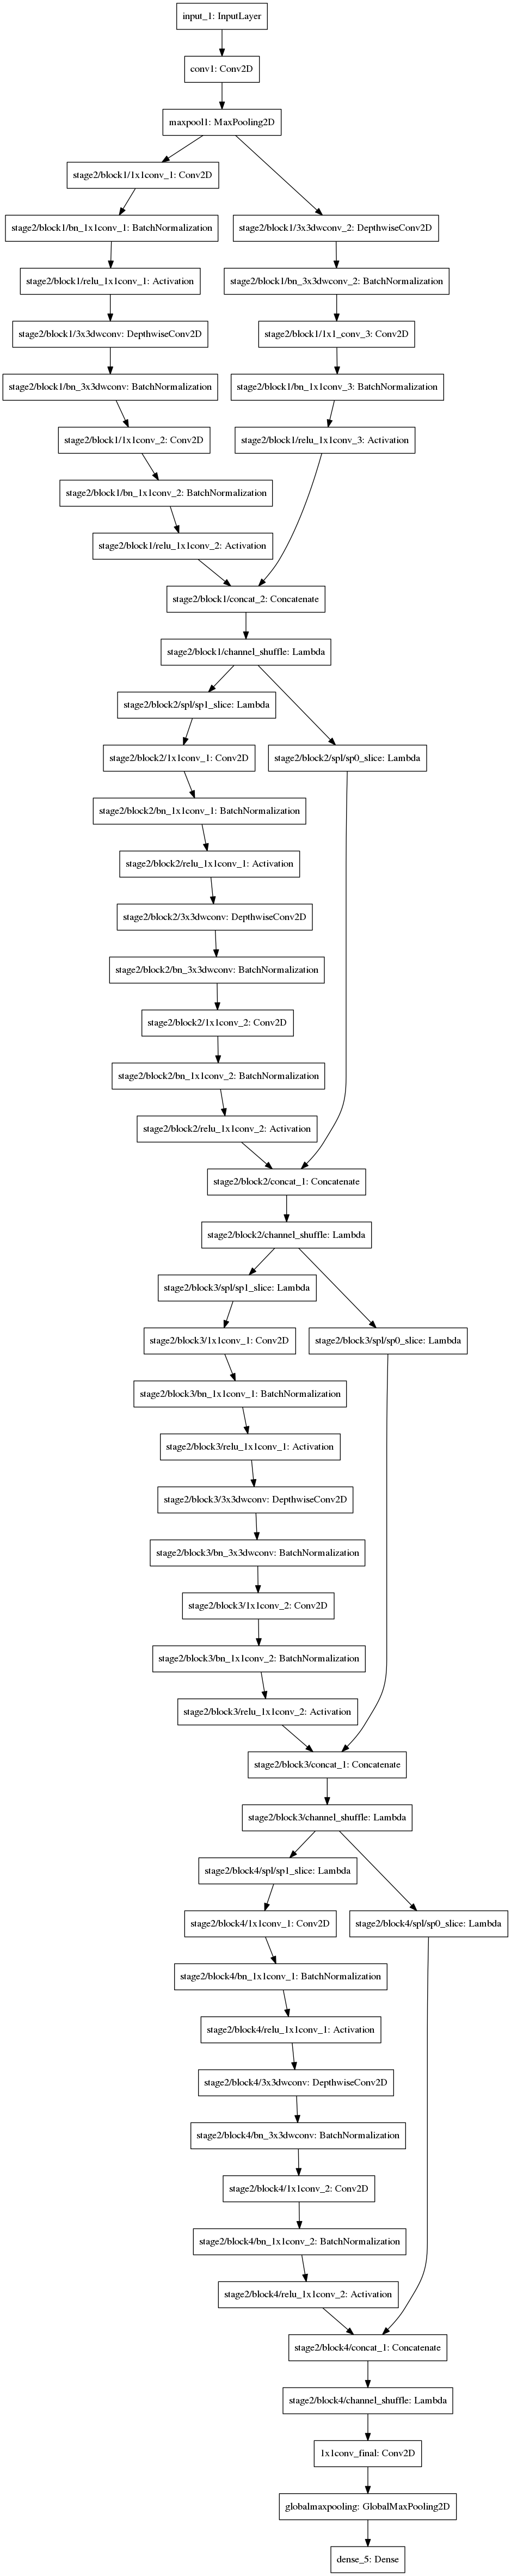 input_1: InputLayer
conv1: Conv2D
maxpool1: MaxPooling2D
stage2/block1/1x1conv_1: Conv2D
stage2/block1/bn_1x1conv_1: BatchNormalization
stage2/block1/3x3dwconv_2: DepthwiseConv2D
stage2/block1/relu_1x1conv_1: Activation
stage2/block1/bn_3x3dwconv_2: BatchNormalization
stage2/block1/3x3dwconv: DepthwiseConv2D
stage2/block1/1x1_conv_3: Conv2D
stage2/block1/bn_3x3dwconv: BatchNormalization
stage2/block1/bn_1x1conv_3: BatchNormalization
stage2/block1/1x1conv_2: Conv2D
stage2/block1/relu_1x1conv_3: Activation
stage2/block1/bn_1x1conv_2: BatchNormalization
stage2/block1/relu_1x1conv_2: Activation
stage2/block1/concat_2: Concatenate
stage2/block1/channel_shuffle: Lambda
stage2/block2/spl/sp1_slice: Lambda
stage2/block2/1x1conv_1: Conv2D
stage2/block2/spl/sp0_slice: Lambda
stage2/block2/bn_1x1conv_1: BatchNormalization
stage2/block2/relu_1x1conv_1: Activation
stage2/block2/3x3dwconv: DepthwiseConv2D
stage2/block2/bn_3x3dwconv: BatchNormalization
stage2/block2/1x1conv_2: Conv2D
stage2/block2/bn_1x1conv_2: BatchNormalization
stage2/block2/relu_1x1conv_2: Activation
stage2/block2/concat_1: Concatenate
stage2/block2/channel_shuffle: Lambda
stage2/block3/spl/sp1_slice: Lambda
stage2/block3/1x1conv_1: Conv2D
stage2/block3/spl/sp0_slice: Lambda
stage2/block3/bn_1x1conv_1: BatchNormalization
stage2/block3/relu_1x1conv_1: Activation
stage2/block3/3x3dwconv: DepthwiseConv2D
stage2/block3/bn_3x3dwconv: BatchNormalization
stage2/block3/1x1conv_2: Conv2D
stage2/block3/bn_1x1conv_2: BatchNormalization
stage2/block3/relu_1x1conv_2: Activation
stage2/block3/concat_1: Concatenate
stage2/block3/channel_shuffle: Lambda
stage2/block4/spl/sp1_slice: Lambda
stage2/block4/1x1conv_1: Conv2D
stage2/block4/spl/sp0_slice: Lambda
stage2/block4/bn_1x1conv_1: BatchNormalization
stage2/block4/relu_1x1conv_1: Activation
stage2/block4/3x3dwconv: DepthwiseConv2D
stage2/block4/bn_3x3dwconv: BatchNormalization
stage2/block4/1x1conv_2: Conv2D
stage2/block4/bn_1x1conv_2: BatchNormalization
stage2/block4/relu_1x1conv_2: Activation
stage2/block4/concat_1: Concatenate
stage2/block4/channel_shuffle: Lambda
1x1conv_final: Conv2D
globalmaxpooling: GlobalMaxPooling2D
dense_5: Dense